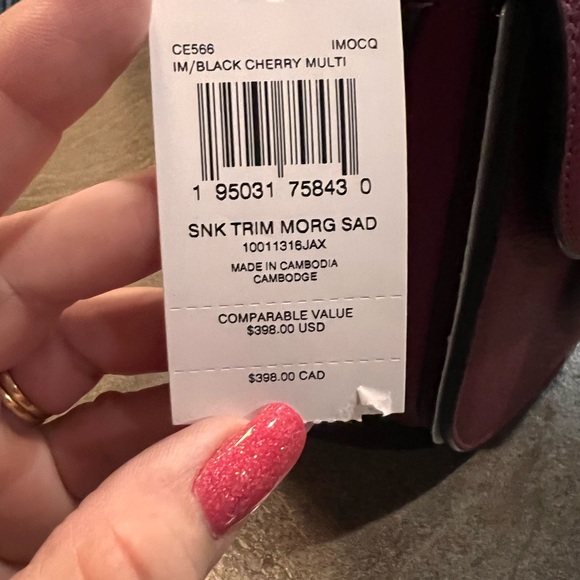 CE566 IMOCQ
IM/BLACK CHERRY MULTI
1 95031 75843 0
SNK TRIM MORG SAD
10011316JAX
MADE IN CAMBODIA
CAMBODGE
COMPARABLE VALUE
$398.00 USD
$398.00 CAD